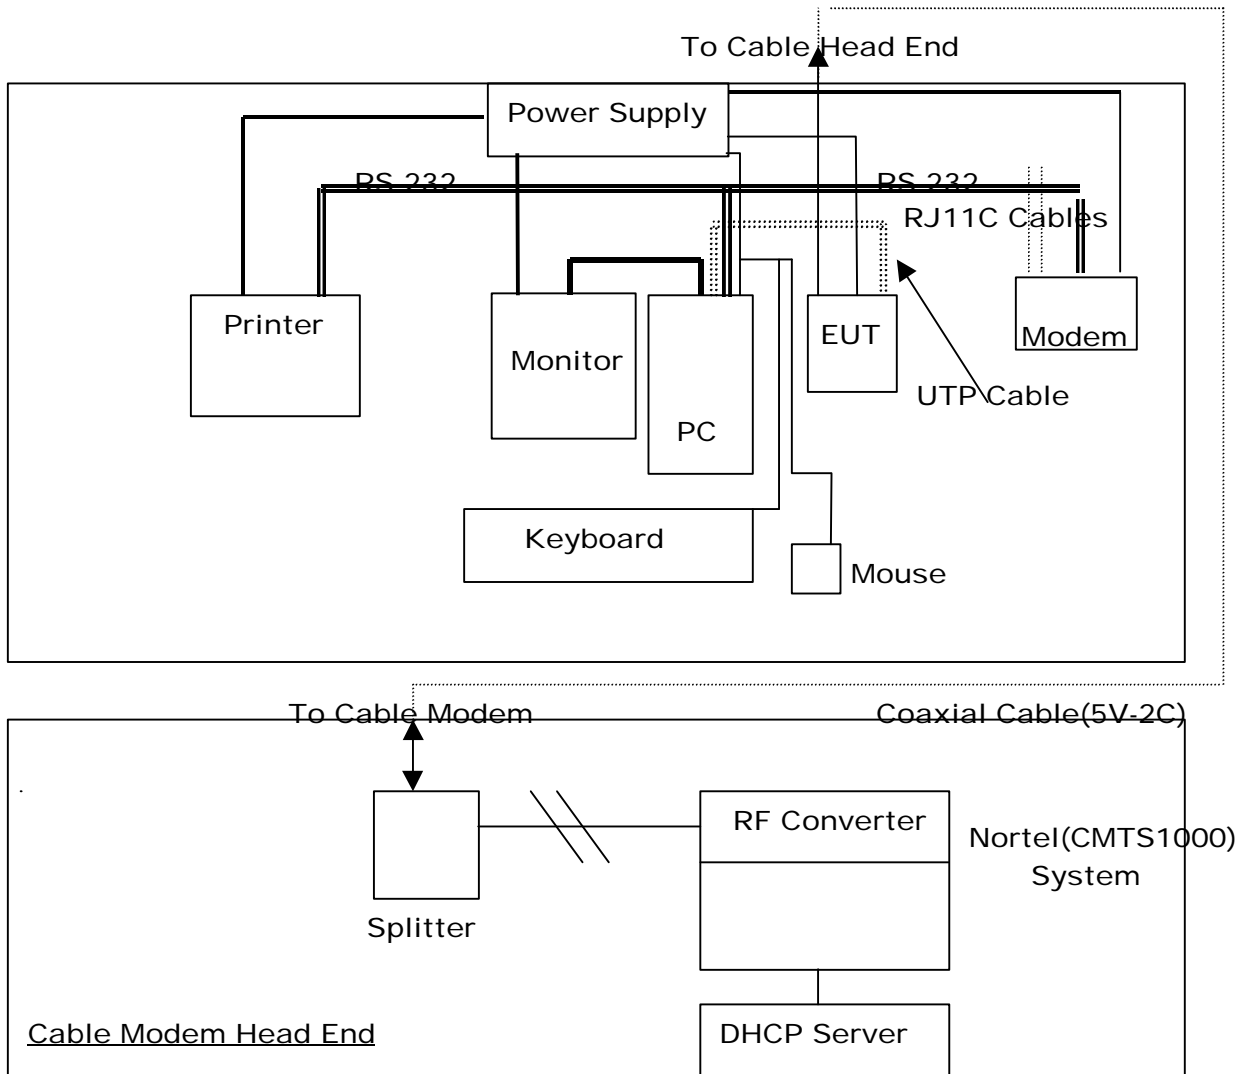 To Cable Head End
Power Supply
RS-232
RS-232
RJ11C Cables
Printer
Monitor
PC
EUT
Modem
UTP Cable
Keyboard
Mouse
To Cable Modem
Coaxial Cable(5V-2C)
RF Converter
Nortel(CMTS1000)
System
Splitter
Cable Modem Head End
DHCP Server